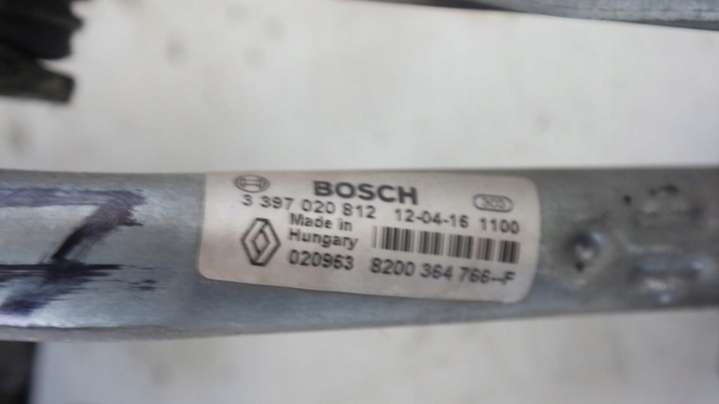 BOSCH
3 397 020 812 12-04-16 1100
Made in
Hungary
020963 8200 364 766--F